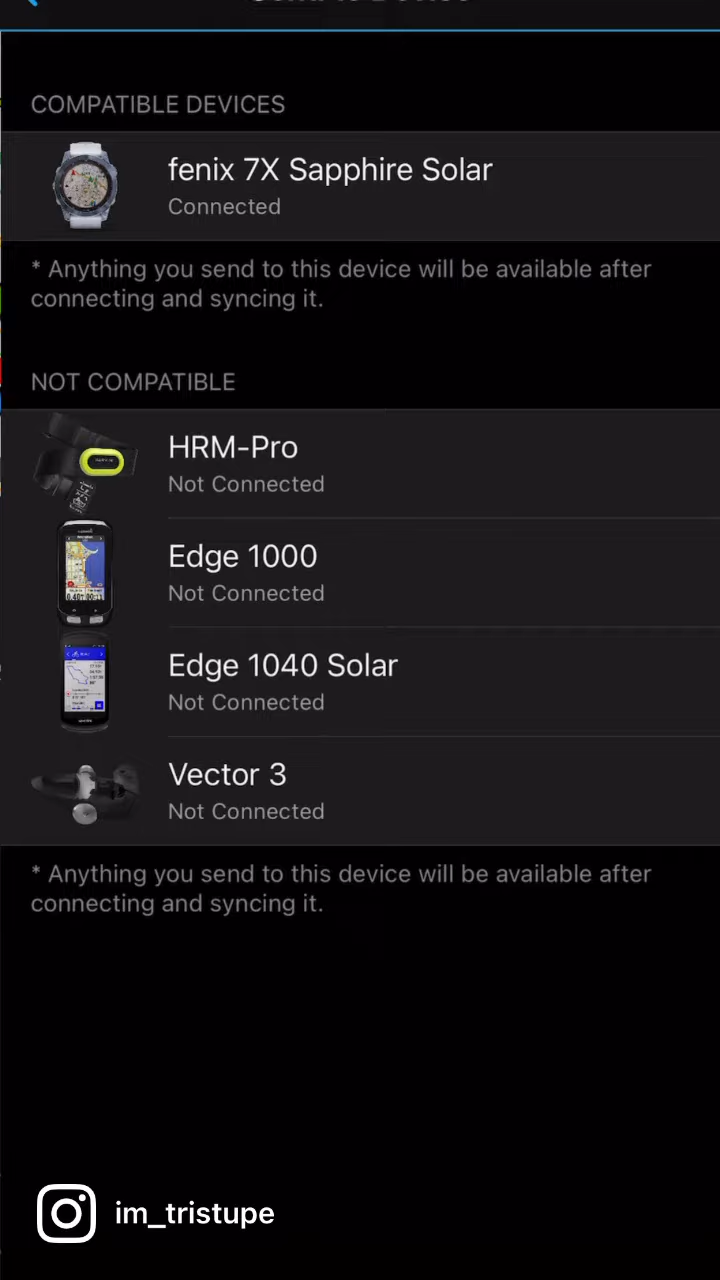 COMPATIBLE DEVICES
fenix 7X Sapphire Solar
Connected
* Anything you send to this device will be available after
connecting and syncing it.
NOT COMPATIBLE
HRM-Pro
Not Connected
Edge 1000
Not Connected
Edge 1040 Solar
Not Connected
Vector 3
Not Connected
* Anything you send to this device will be available after
connecting and syncing it.
im_tristupe